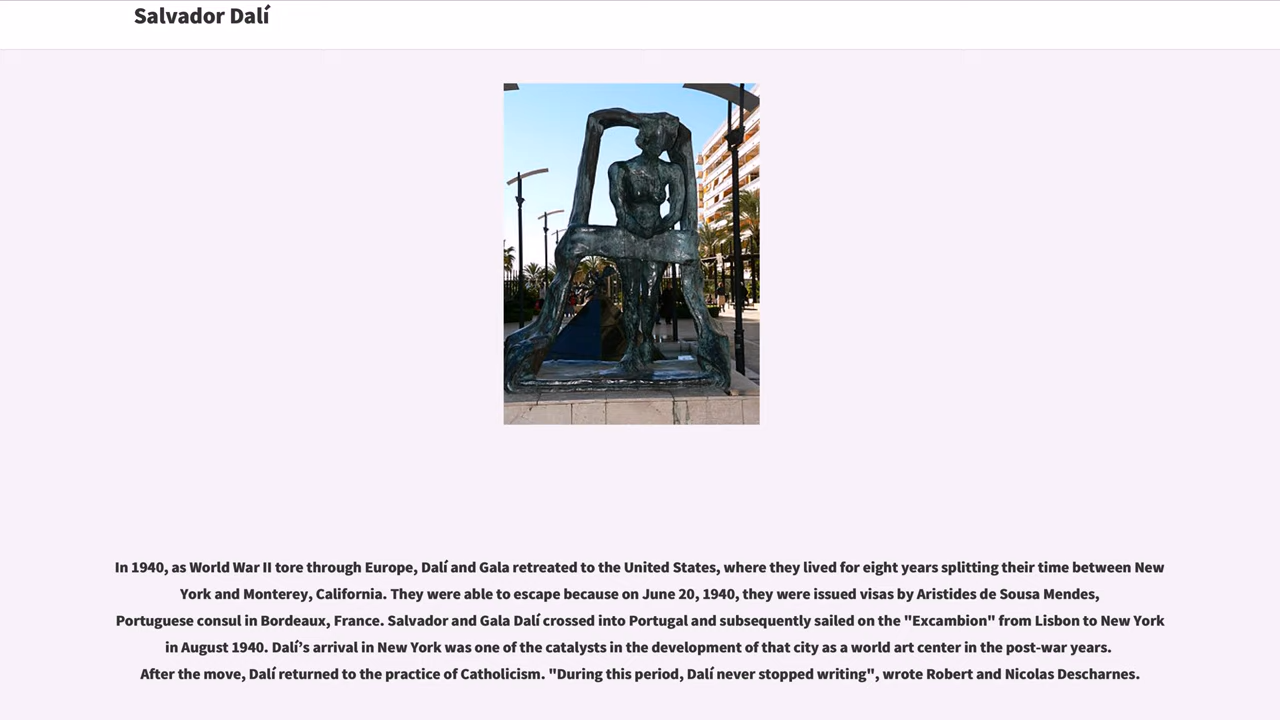 Salvador Dalí
In 1940, as World War II tore through Europe, Dalí and Gala retreated to the United States, where they lived for eight years splitting their time between New
York and Monterey, California. They were able to escape because on June 20, 1940, they were issued visas by Aristides de Sousa Mendes,
Portuguese consul in Bordeaux, France. Salvador and Gala Dalí crossed into Portugal and subsequently sailed on the "Excambion" from Lisbon to New York
in August 1940. Dalí’s arrival in New York was one of the catalysts in the development of that city as a world art center in the post-war years.
After the move, Dalí returned to the practice of Catholicism. "During this period, Dalí never stopped writing", wrote Robert and Nicolas Descharnes.